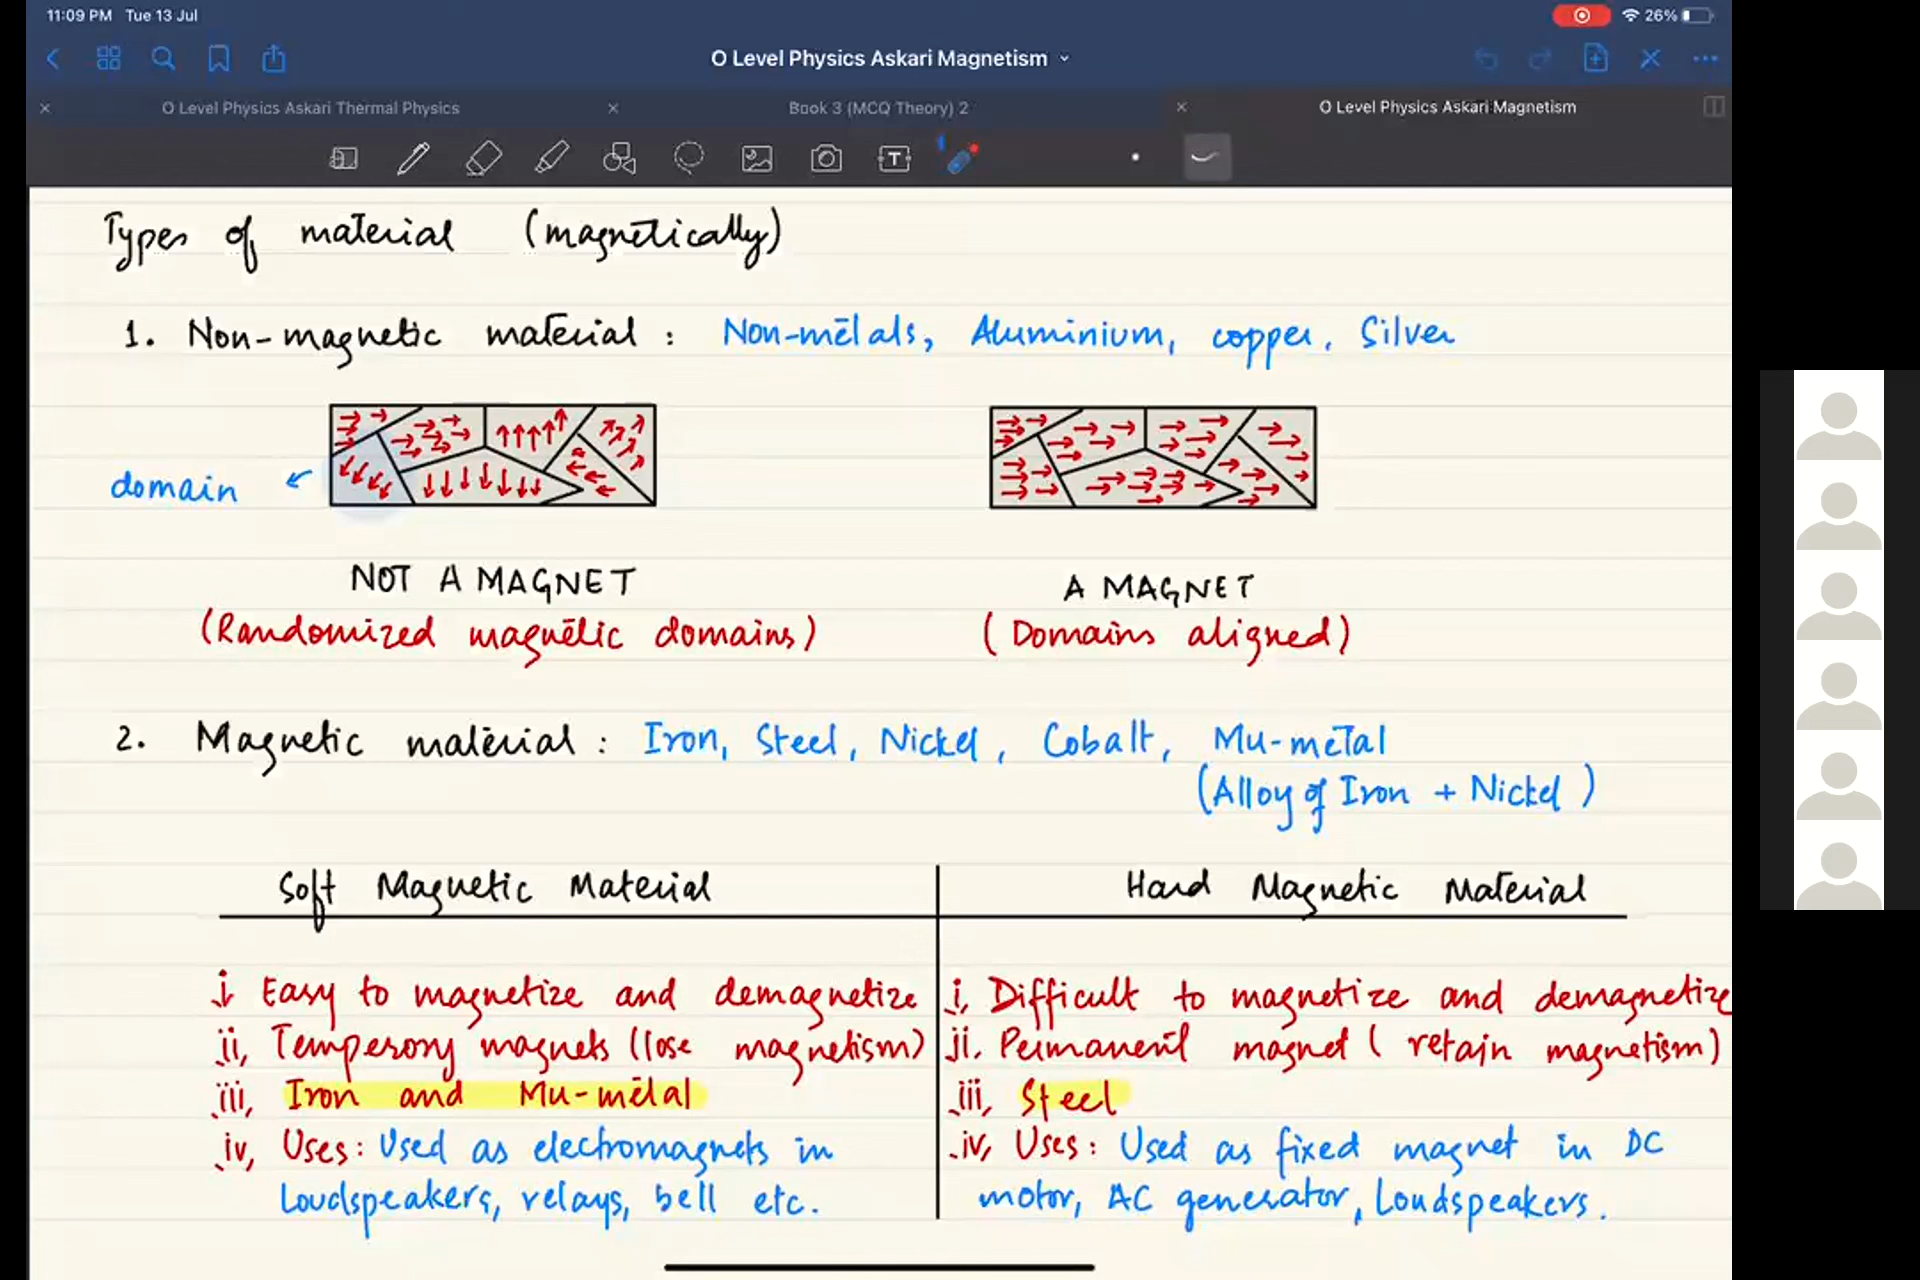 11:09 PM Tue 13 Jul
26%
O Level Physics Askari Magnetism
O Level Physics Askari Thermal Physics
Book 3 (MCQ Theory) 2
O Level Physics Askari Magnetism
Types of material (magnetically)
1. Non-magnetic material : Non-metals, Aluminium, copper, Silver
domain
NOT A MAGNET
A MAGNET
(Randomized magnetic domains)
(Domains aligned)
2. Magnetic material : Iron, Steel, Nickel, Cobalt, Mu-metal
(Alloy of Iron + Nickel)
Soft Magnetic Material
Hard Magnetic Material
i, Easy to magnetize and demagnetize
ii, Temperory magnets (lose magnetism)
iii, Iron and Mu-metal
iv, Uses: Used as electromagnets in
Loudspeakers, relays, bell etc.
i, Difficult to magnetize and demagnetize
ii. Permanent magnet (retain magnetism)
iii, Steel
iv, Uses: Used as fixed magnet in DC
motor, AC generator, Loudspeakers.